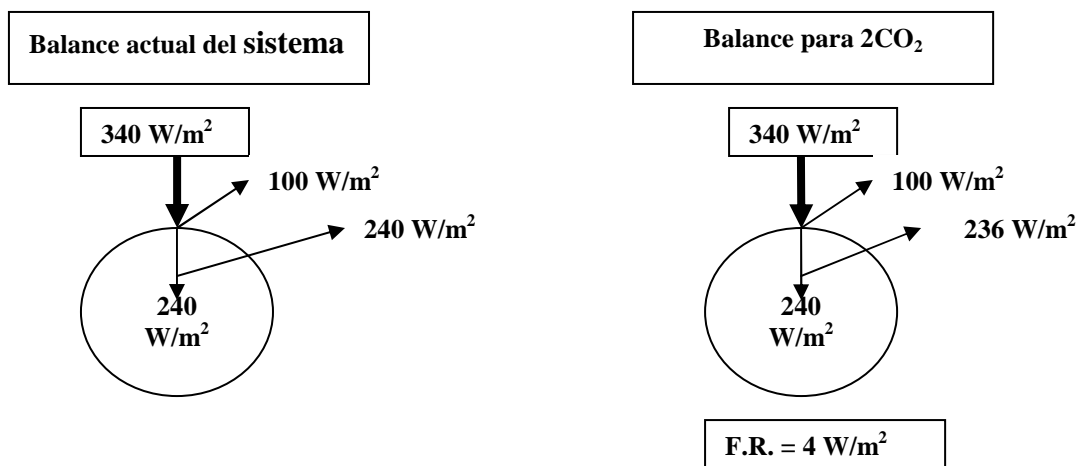 Balance actual del sistema
340 W/m²
100 W/m²
240 W/m²
240
W/m²
Balance para 2CO₂
340 W/m²
100 W/m²
236 W/m²
240
W/m²
F.R. = 4 W/m²